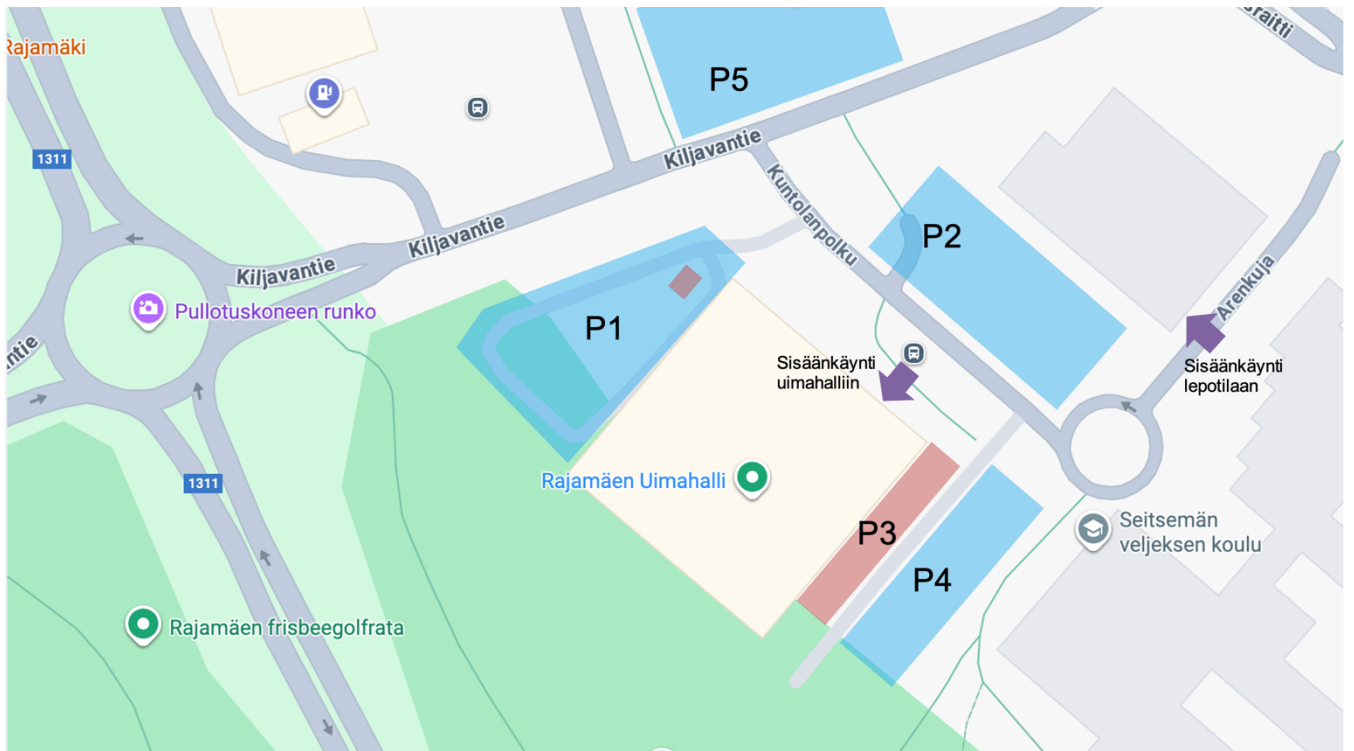 Rajamäki
P5
1311
Kiljavantie
Kuntolanpolku
P2
Kiljavantie
Kiljavantie
Arenkuja
Pullotuskoneen runko
P1
Sisäänkäynti
uimahalliin
Sisäänkäynti
lepotilaan
Rajamäen Uimahalli
1311
P3
Seitsemän
veljeksen koulu
P4
Rajamäen frisbeegolfrata